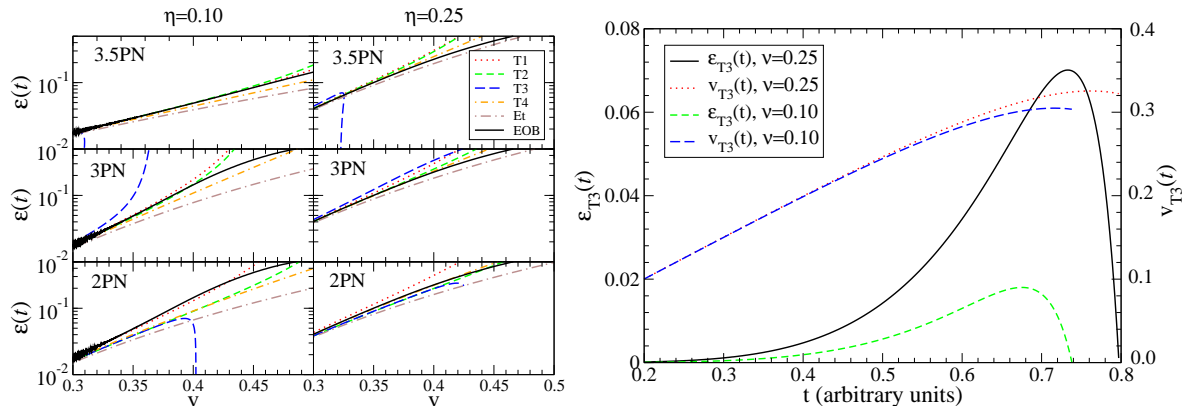 η=0.10 η=0.25
3.5PN 3.5PN
T1
T2
T3
T4
Et
EOB
ε(t)
10⁻¹
10⁻²
3PN 3PN
ε(t)
10⁻¹
10⁻²
2PN 2PN
ε(t)
10⁻¹
10⁻²
0.3 0.35 0.4 0.45 0.3 0.35 0.4 0.45 0.5
v v
0.08 0.4
ε_T3(t), ν=0.25
v_T3(t), ν=0.25
ε_T3(t), ν=0.10
v_T3(t), ν=0.10
0.06 0.3
0.04 0.2
0.02 0.1
0 0.0
ε_T3(t)
v_T3(t)
0.2 0.3 0.4 0.5 0.6 0.7 0.8
t (arbitrary units)